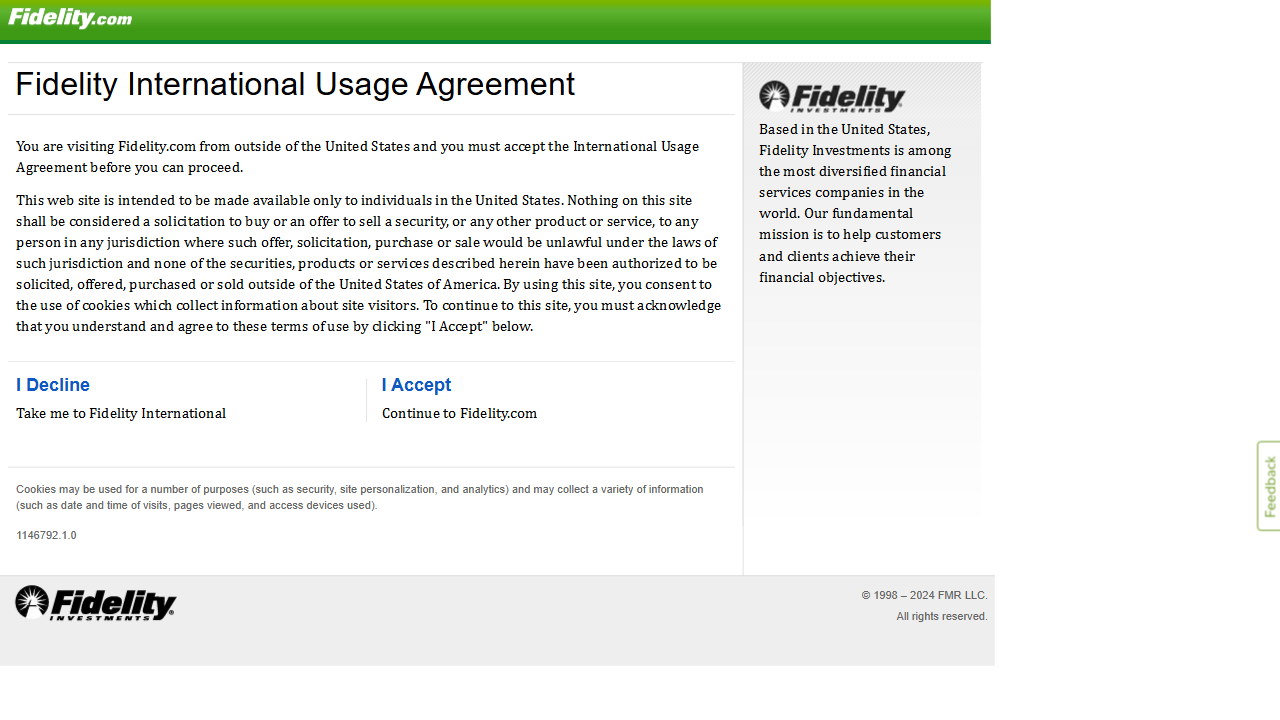 Fidelity.com
Fidelity International Usage Agreement
You are visiting Fidelity.com from outside of the United States and you must accept the International Usage
Agreement before you can proceed.
This web site is intended to be made available only to individuals in the United States. Nothing on this site
shall be considered a solicitation to buy or an offer to sell a security, or any other product or service, to any
person in any jurisdiction where such offer, solicitation, purchase or sale would be unlawful under the laws of
such jurisdiction and none of the securities, products or services described herein have been authorized to be
solicited, offered, purchased or sold outside of the United States of America. By using this site, you consent to
the use of cookies which collect information about site visitors. To continue to this site, you must acknowledge
that you understand and agree to these terms of use by clicking "I Accept" below.
I Decline
Take me to Fidelity International
I Accept
Continue to Fidelity.com
Cookies may be used for a number of purposes (such as security, site personalization, and analytics) and may collect a variety of information
(such as date and time of visits, pages viewed, and access devices used).
1146792.1.0
Fidelity
INVESTMENTS
Based in the United States,
Fidelity Investments is among
the most diversified financial
services companies in the
world. Our fundamental
mission is to help customers
and clients achieve their
financial objectives.
Feedback
Fidelity®
INVESTMENTS
© 1998 – 2024 FMR LLC.
All rights reserved.